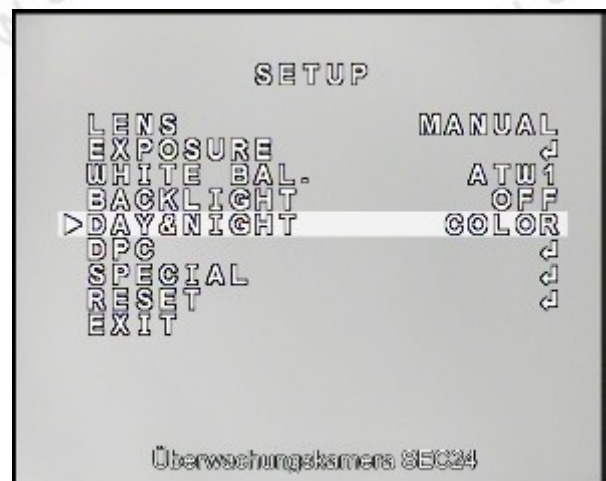 SETUP
LENS MANUAL
EXPOSURE ↲
WHITE BAL. ATW1
BACKLIGHT OFF
>DAY&NIGHT COLOR
DPC ↲
SPECIAL ↲
RESET ↲
EXIT
Überwachungskamera SEC24